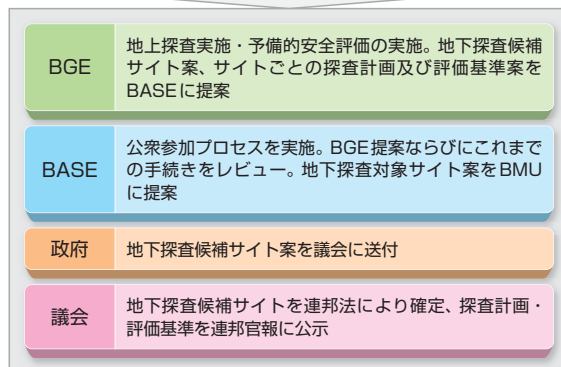 BGE
地上探査実施・予備的安全評価の実施。地下探査候補
サイト案、サイトごとの探査計画及び評価基準案を
BASEに提案
BASE
公衆参加プロセスを実施。BGE提案ならびにこれまで
の手続きをレビュー。地下探査対象サイト案をBMU
に提案
政府
地下探査候補サイト案を議会に送付
議会
地下探査候補サイトを連邦法により確定、探査計画・
評価基準を連邦官報に公示